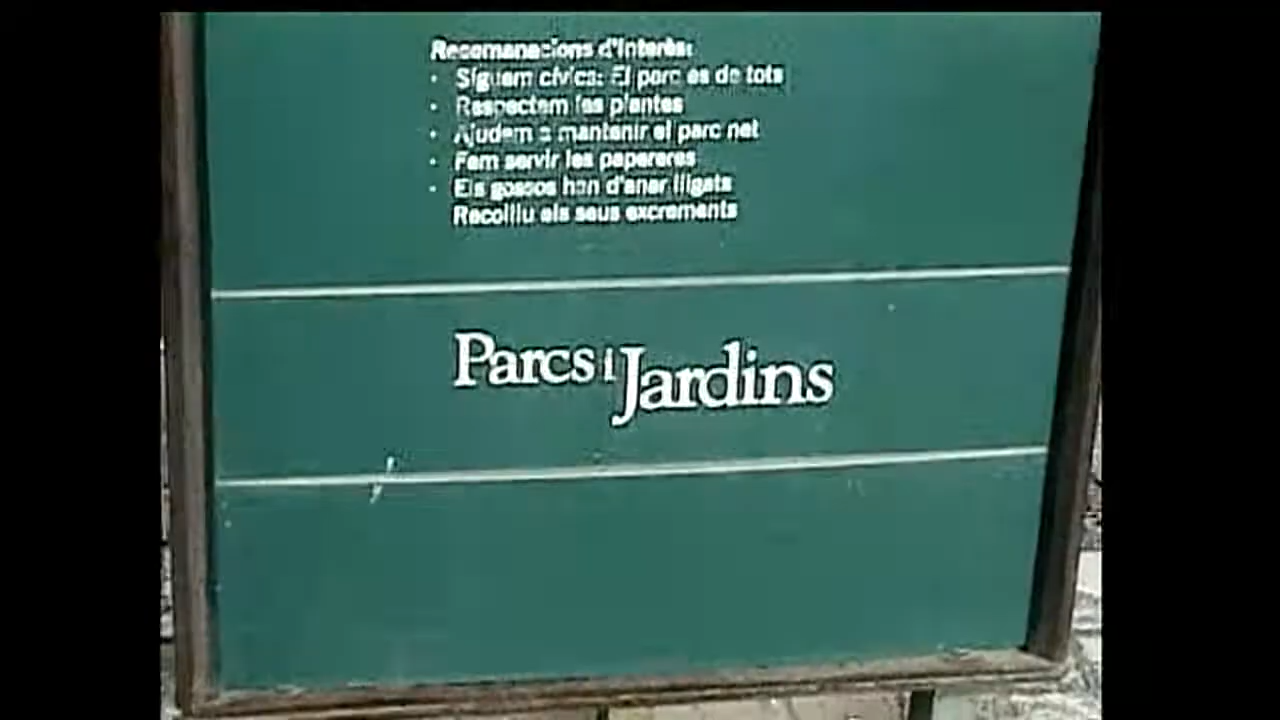 Recomanacions d'interès:
· Siguem cívics: El parc és de tots
· Respectem les plantes
· Ajudem a mantenir el parc net
· Fem servir les papereres
· Els gossos han d'anar lligats
Recolliu els seus excrements
Parcs i Jardins